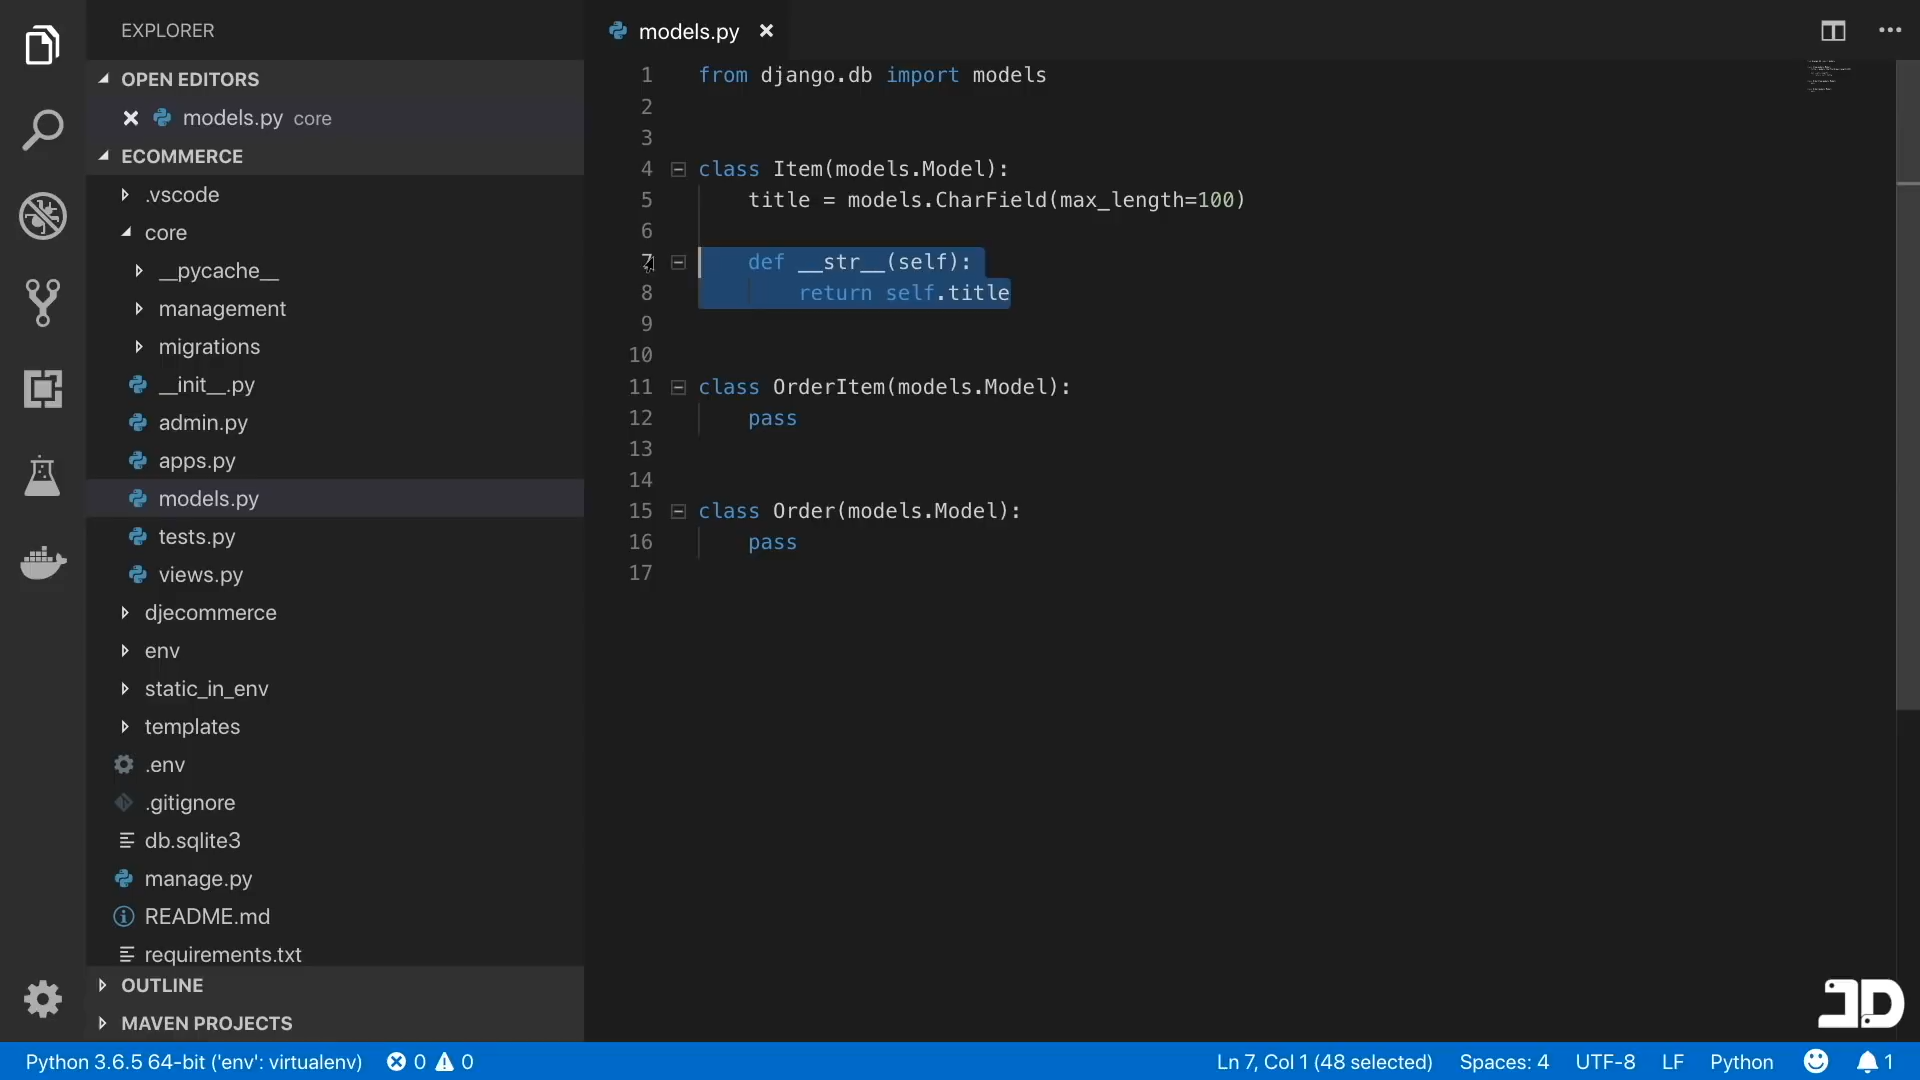 EXPLORER
OPEN EDITORS
models.py core
ECOMMERCE
.vscode
core
__pycache__
management
migrations
__init__.py
admin.py
apps.py
models.py
tests.py
views.py
djecommerce
env
static_in_env
templates
.env
.gitignore
db.sqlite3
manage.py
README.md
requirements.txt
OUTLINE
MAVEN PROJECTS
models.py
1 from django.db import models
2
3
4 class Item(models.Model):
5     title = models.CharField(max_length=100)
6
7     def __str__(self):
8         return self.title
9
10
11 class OrderItem(models.Model):
12     pass
13
14
15 class Order(models.Model):
16     pass
17
JD
Python 3.6.5 64-bit ('env': virtualenv) 0 0 Ln 7, Col 1 (48 selected) Spaces: 4 UTF-8 LF Python 1